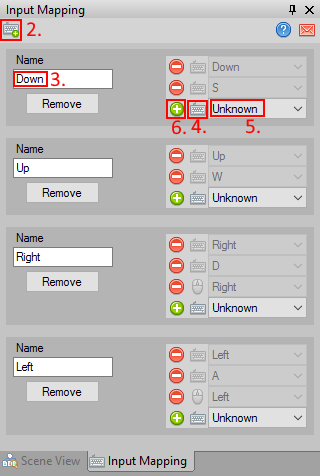 Input Mapping
2.
Name
Down 3.
Remove
Down
S
Unknown
6. 4. 5.
Name
Up
Remove
Up
W
Unknown
Name
Right
Remove
Right
D
Right
Unknown
Name
Left
Remove
Left
A
Left
Unknown
Scene View Input Mapping